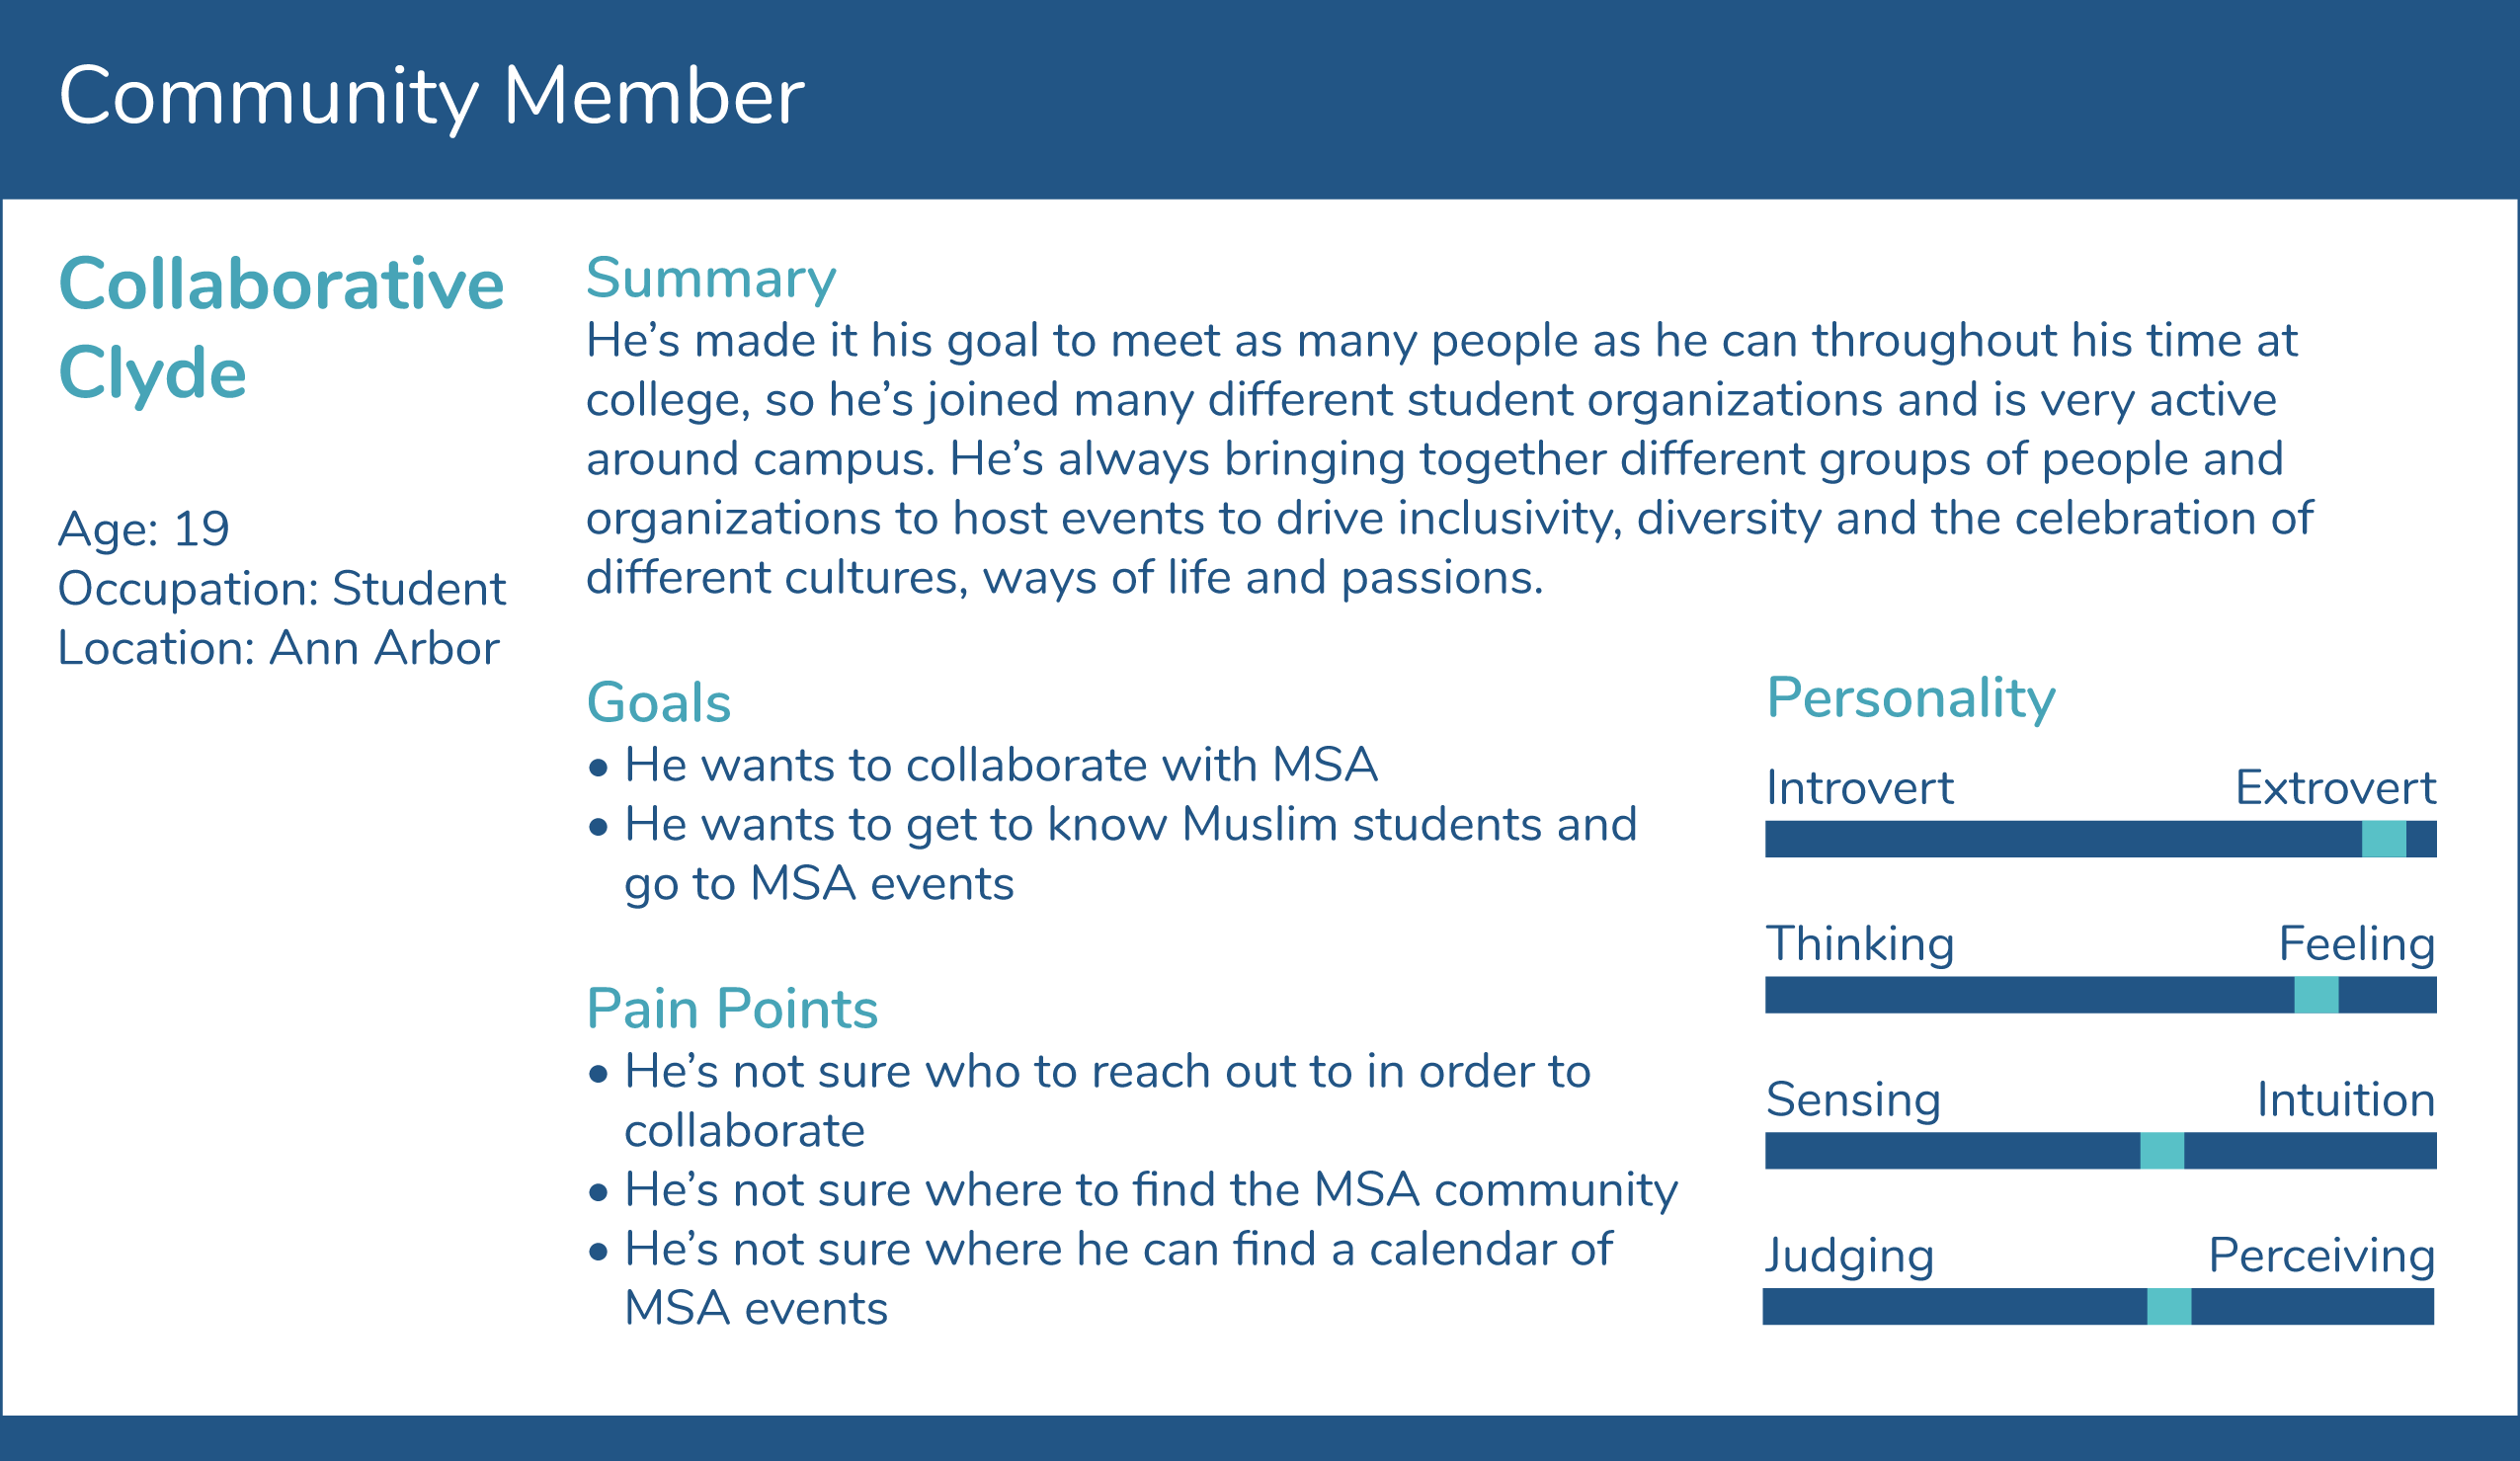 Community Member
Collaborative
Clyde
Age: 19
Occupation: Student
Location: Ann Arbor
Summary
He’s made it his goal to meet as many people as he can throughout his time at
college, so he’s joined many different student organizations and is very active
around campus. He’s always bringing together different groups of people and
organizations to host events to drive inclusivity, diversity and the celebration of
different cultures, ways of life and passions.
Goals
• He wants to collaborate with MSA
• He wants to get to know Muslim students and
go to MSA events
Pain Points
• He’s not sure who to reach out to in order to
collaborate
• He’s not sure where to find the MSA community
• He’s not sure where he can find a calendar of
MSA events
Personality
Introvert Extrovert
Thinking Feeling
Sensing Intuition
Judging Perceiving